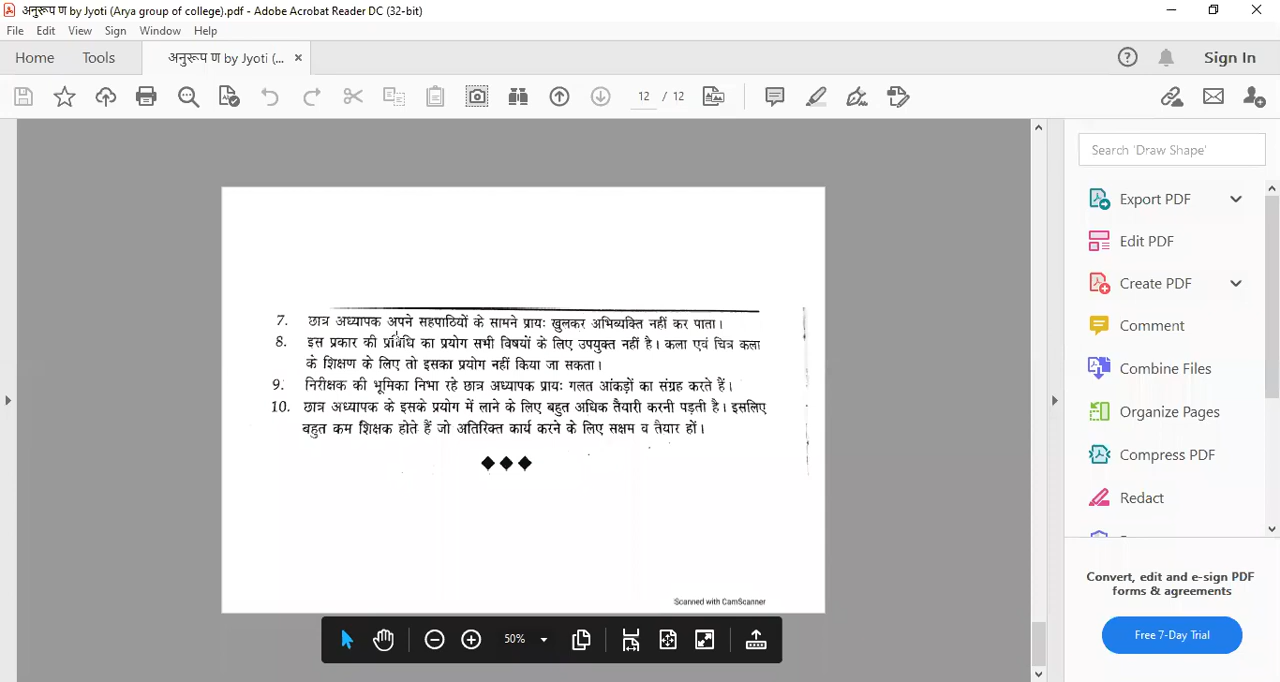 अनुरूप ण by Jyoti (Arya group of college).pdf - Adobe Acrobat Reader DC (32-bit)
File Edit View Sign Window Help
Home Tools अनुरूप ण by Jyoti (... × Sign In
12 / 12
Search 'Draw Shape'
Export PDF
Edit PDF
Create PDF
Comment
Combine Files
Organize Pages
Compress PDF
Redact
7. छात्र अध्यापक अपने सहपाठियों के सामने प्रायः खुलकर अभिव्यक्ति नहीं कर पाता।
8. इस प्रकार की प्राविधि का प्रयोग सभी विषयों के लिए उपयुक्त नहीं है। कला एवं चित्र कला
के शिक्षण के लिए तो इसका प्रयोग नहीं किया जा सकता।
9. निरीक्षक की भूमिका निभा रहे छात्र अध्यापक प्रायः गलत आंकड़ों का संग्रह करते हैं।
10. छात्र अध्यापक के इसके प्रयोग में लाने के लिए बहुत अधिक तैयारी करनी पड़ती है। इसलिए
बहुत कम शिक्षक होते हैं जो अतिरिक्त कार्य करने के लिए सक्षम व तैयार हों।
Scanned with CamScanner
50%
Convert, edit and e-sign PDF
forms & agreements
Free 7-Day Trial